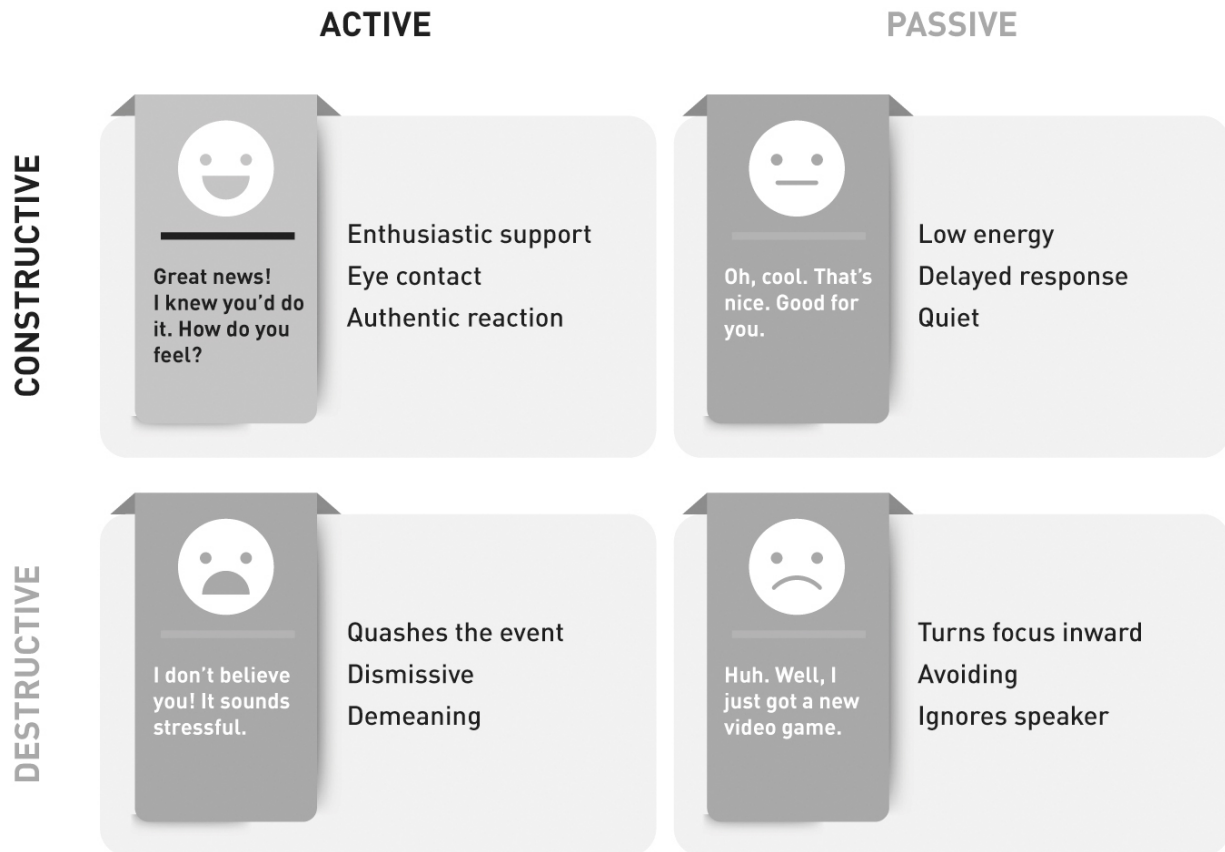 ACTIVE
PASSIVE
CONSTRUCTIVE
Great news!
I knew you'd do
it. How do you
feel?
Enthusiastic support
Eye contact
Authentic reaction
Oh, cool. That's
nice. Good for
you.
Low energy
Delayed response
Quiet
DESTRUCTIVE
I don't believe
you! It sounds
stressful.
Quashes the event
Dismissive
Demeaning
Huh. Well, I
just got a new
video game.
Turns focus inward
Avoiding
Ignores speaker